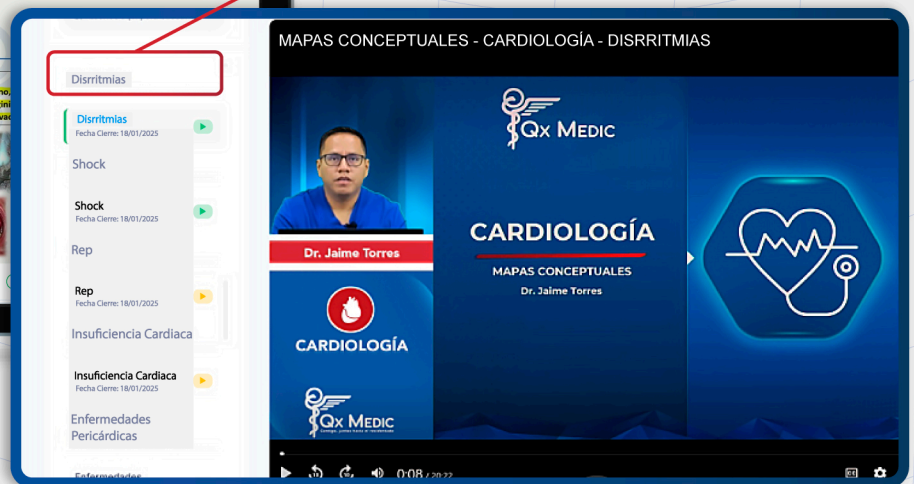 Disrritmias
Disrritmias
Fecha Cierre: 18/01/2025
Shock
Shock
Fecha Cierre: 18/01/2025
Rep
Rep
Fecha Cierre: 18/01/2025
Insuficiencia Cardiaca
Insuficiencia Cardiaca
Fecha Cierre: 18/01/2025
Enfermedades
Pericárdicas
Enfermedades
MAPAS CONCEPTUALES - CARDIOLOGÍA - DISRRITMIAS
Dr. Jaime Torres
CARDIOLOGÍA
Qx MEDIC
Qx MEDIC
CARDIOLOGÍA
MAPAS CONCEPTUALES
Dr. Jaime Torres
0:08 / 20:22